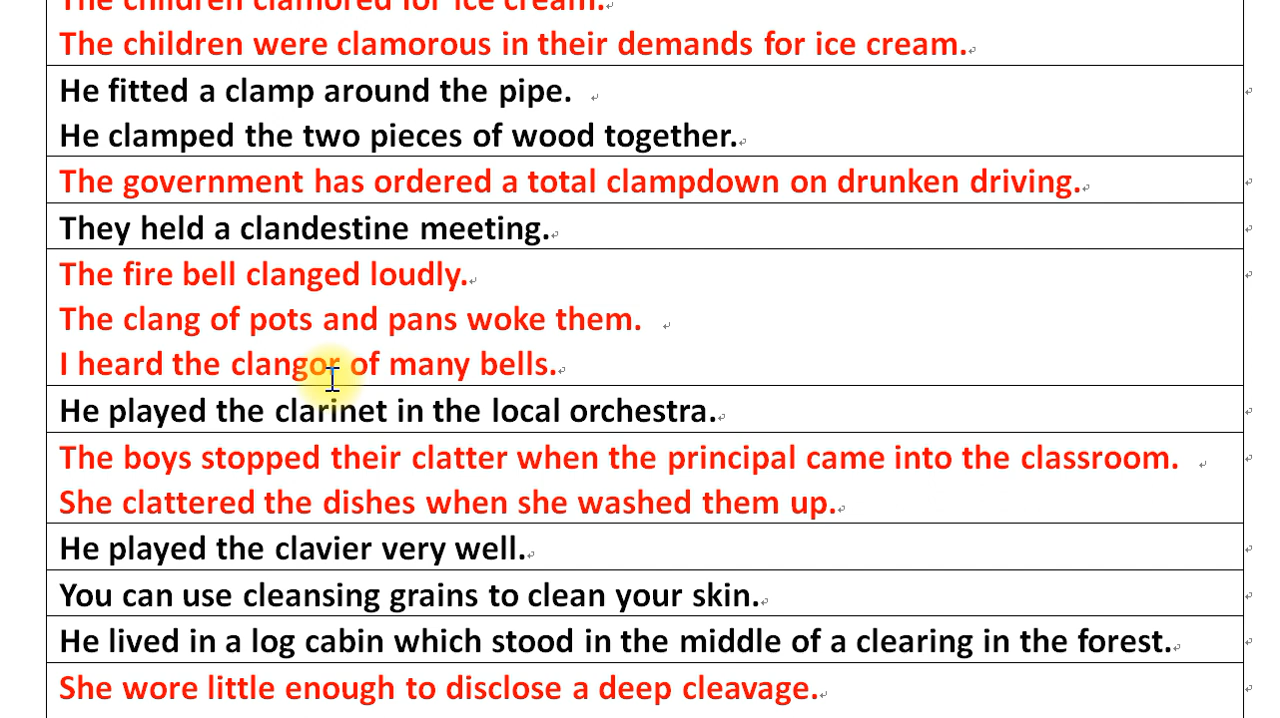 The children clamored for ice cream.
The children were clamorous in their demands for ice cream.
He fitted a clamp around the pipe.
He clamped the two pieces of wood together.
The government has ordered a total clampdown on drunken driving.
They held a clandestine meeting.
The fire bell clanged loudly.
The clang of pots and pans woke them.
I heard the clangor of many bells.
He played the clarinet in the local orchestra.
The boys stopped their clatter when the principal came into the classroom.
She clattered the dishes when she washed them up.
He played the clavier very well.
You can use cleansing grains to clean your skin.
He lived in a log cabin which stood in the middle of a clearing in the forest.
She wore little enough to disclose a deep cleavage.